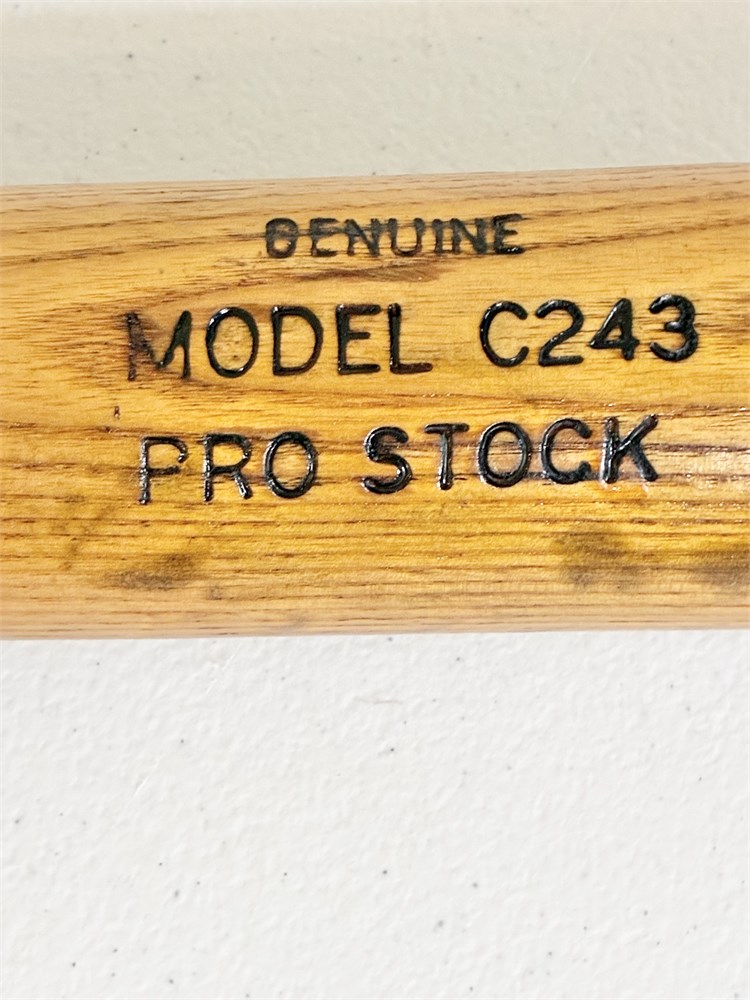 GENUINE
MODEL C243
PRO STOCK